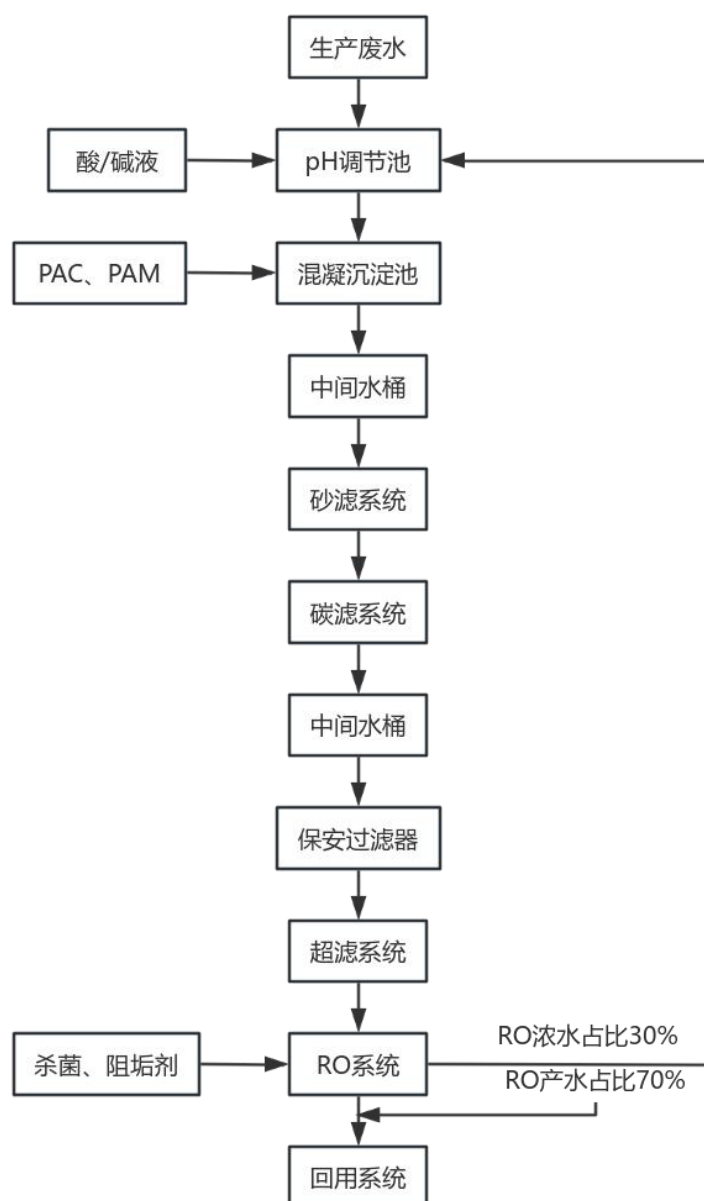 生产废水
酸/碱液
pH调节池
PAC、PAM
混凝沉淀池
中间水桶
砂滤系统
碳滤系统
中间水桶
保安过滤器
超滤系统
杀菌、阻垢剂
RO系统
RO浓水占比30%
RO产水占比70%
回用系统